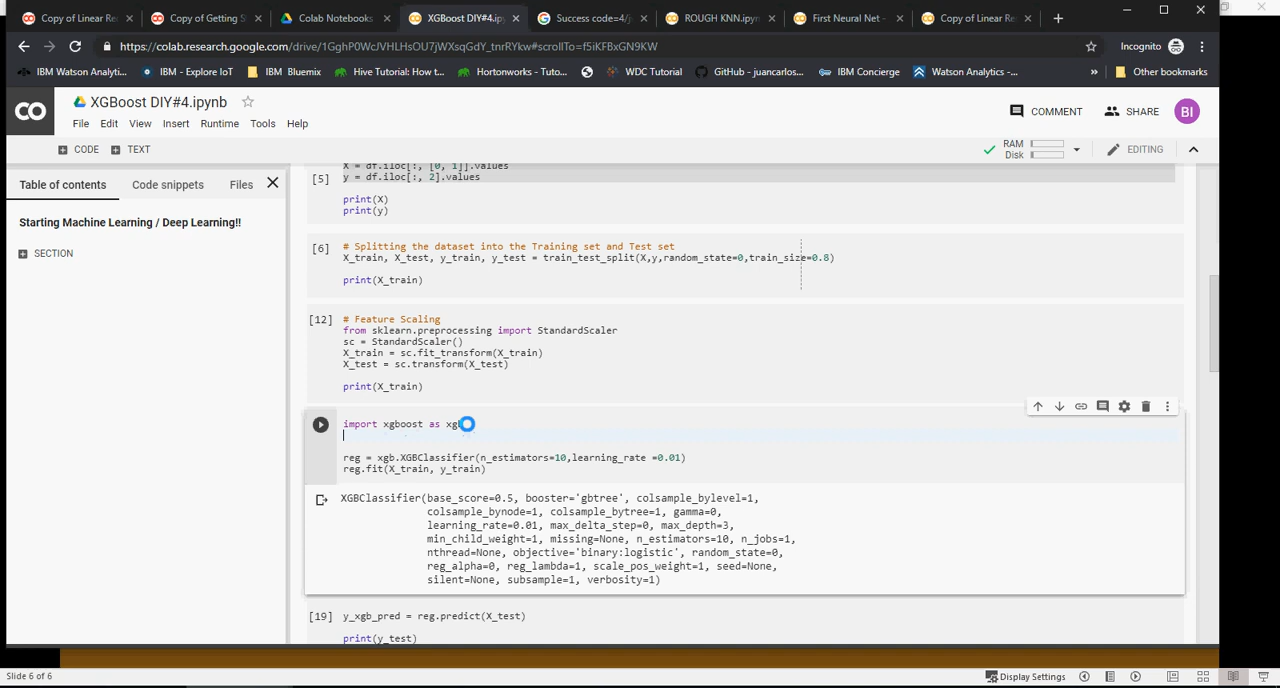 Copy of Linear Re
Copy of Getting S
Colab Notebooks
XGBoost DIY#4.ip
Success code=4/
ROUGH KNN.ipyn
First Neural Net -
Copy of Linear Re
https://colab.research.google.com/drive/1GghP0WcJVHLHsOU7jWXsqGdY_tnrRYkw#scrollTo=f5iKFBxGN9KW
Incognito
IBM Watson Analyti...
IBM - Explore IoT
IBM Bluemix
Hive Tutorial: How t...
Hortonworks - Tuto...
WDC Tutorial
GitHub - juancarlos...
IBM Concierge
Watson Analytics -...
»
Other bookmarks
CO
XGBoost DIY#4.ipynb
COMMENT
SHARE
BI
File Edit View Insert Runtime Tools Help
CODE
TEXT
RAM
Disk
EDITING
Table of contents
Code snippets
Files
Starting Machine Learning / Deep Learning!!
SECTION
X = df.iloc[:, [0, 1]].values
[5] y = df.iloc[:, 2].values
print(X)
print(y)
[6] # Splitting the dataset into the Training set and Test set
X_train, X_test, y_train, y_test = train_test_split(X,y,random_state=0,train_size=0.8)
print(X_train)
[12] # Feature Scaling
from sklearn.preprocessing import StandardScaler
sc = StandardScaler()
X_train = sc.fit_transform(X_train)
X_test = sc.transform(X_test)
print(X_train)
import xgboost as xg
reg = xgb.XGBClassifier(n_estimators=10,learning_rate =0.01)
reg.fit(X_train, y_train)
XGBClassifier(base_score=0.5, booster='gbtree', colsample_bylevel=1,
colsample_bynode=1, colsample_bytree=1, gamma=0,
learning_rate=0.01, max_delta_step=0, max_depth=3,
min_child_weight=1, missing=None, n_estimators=10, n_jobs=1,
nthread=None, objective='binary:logistic', random_state=0,
reg_alpha=0, reg_lambda=1, scale_pos_weight=1, seed=None,
silent=None, subsample=1, verbosity=1)
[19] y_xgb_pred = reg.predict(X_test)
print(y_test)
Slide 6 of 6
Display Settings